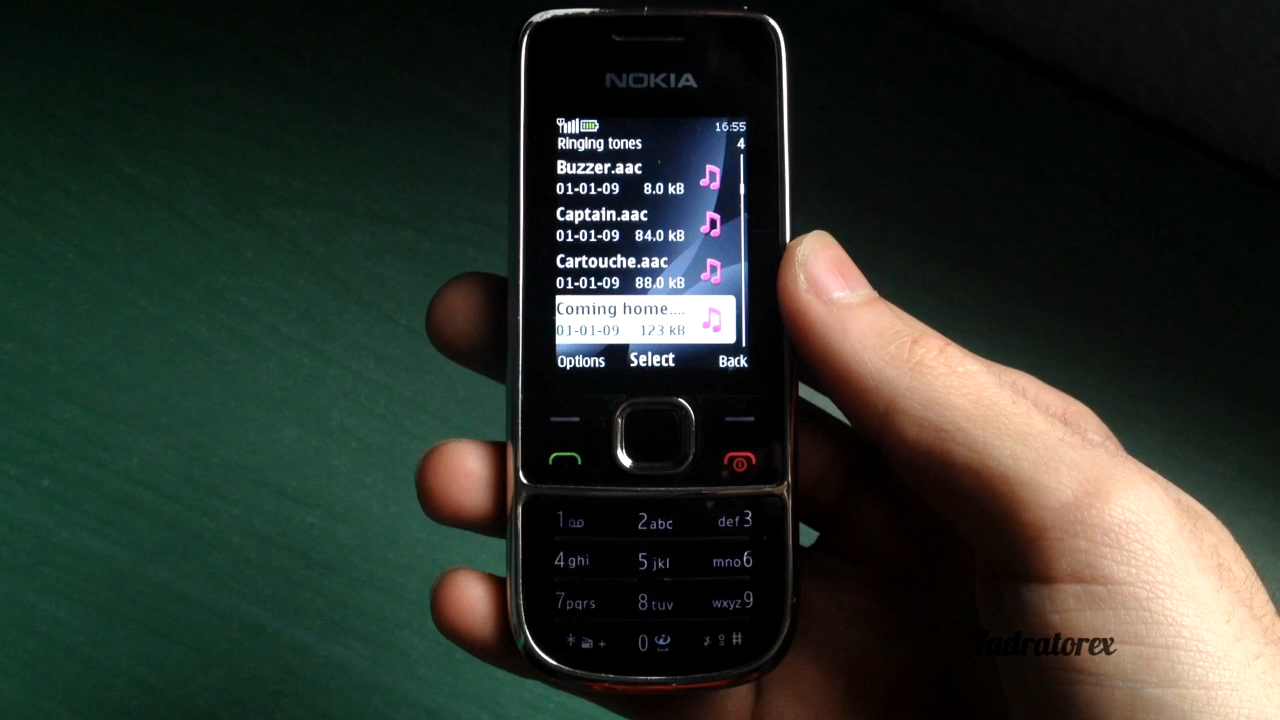 NOKIA
16:55
Ringing tones 4
Buzzer.aac
01-01-09 8.0 kB
Captain.aac
01-01-09 84.0 kB
Cartouche.aac
01-01-09 88.0 kB
Coming home....
01-01-09 123 kB
Options Select Back
1 2abc def3
4ghi 5jkl mno6
7pqrs 8tuv wxyz9
* + 0 º #
Yadratorex